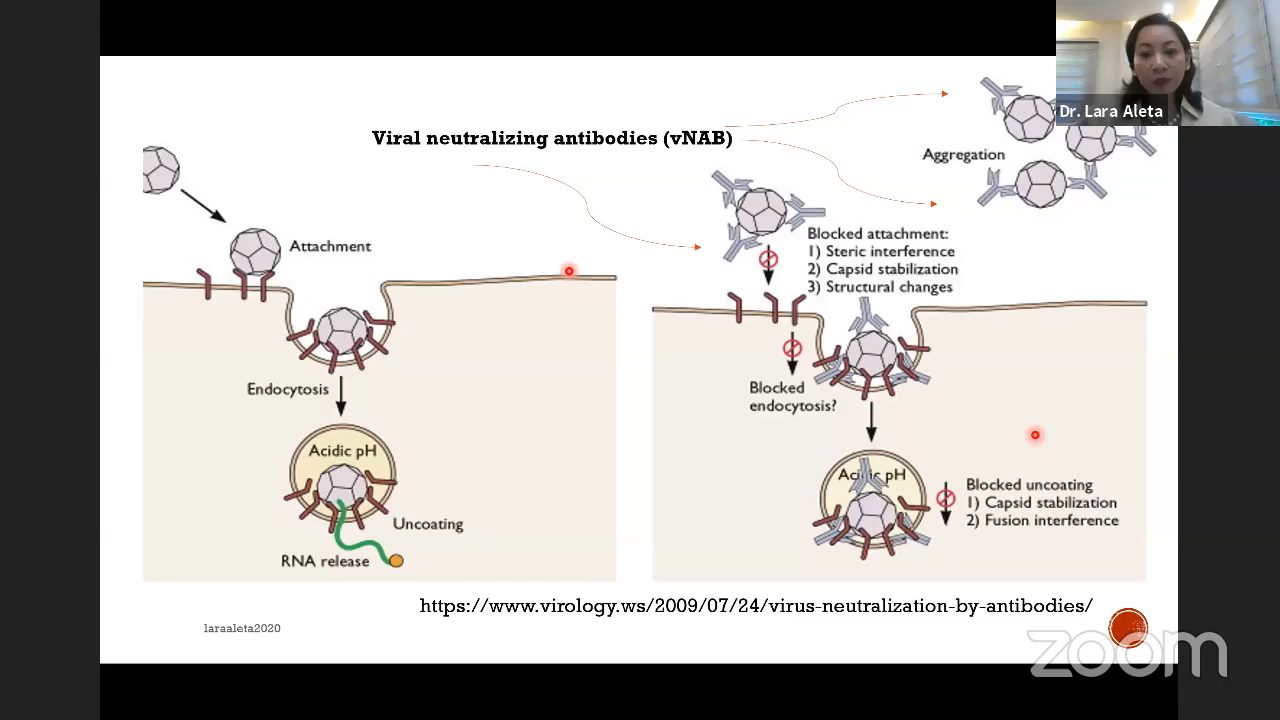 Dr. Lara Aleta
Viral neutralizing antibodies (vNAB)
Aggregation
Attachment
Blocked attachment:
1) Steric interference
2) Capsid stabilization
3) Structural changes
Endocytosis
Blocked
endocytosis?
Acidic pH
Uncoating
RNA release
Acidic pH
Blocked uncoating
1) Capsid stabilization
2) Fusion interference
https://www.virology.ws/2009/07/24/virus-neutralization-by-antibodies/
laraaleta2020
zoom